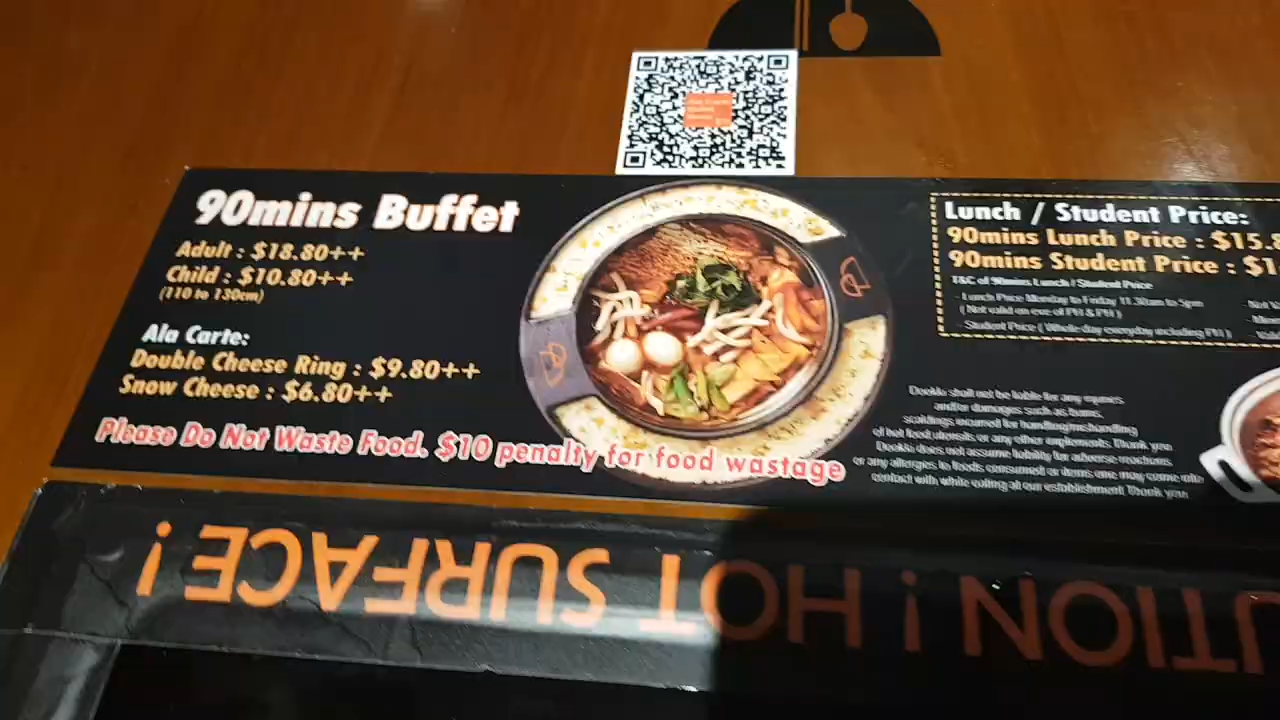 90mins Buffet
Adult : $18.80++
Child : $10.80++
(110 to 130cm)
Ala Carte:
Double Cheese Ring : $9.80++
Snow Cheese : $6.80++
Please Do Not Waste Food. $10 penalty for food wastage
Lunch / Student Price:
90mins Lunch Price : $15.8
90mins Student Price : $1
T&C of 90mins Lunch / Student Price
- Lunch Price Monday to Friday 11.30am to 5pm
( Not valid on eve of PH & PH )
- Student Price ( Whole day everyday including PH )
DooKki shall not be liable for any injuries
and/or damages such as burns,
scaldings incurred for handling/mishandling
of hot food,utensils or any other implements. Thank you
DooKki does not assume liability for adverse reactions
or any allergies to foods consumed or items one may come into
contact with while eating at our establishment Thank you
UTION ! HOT SURFACE !